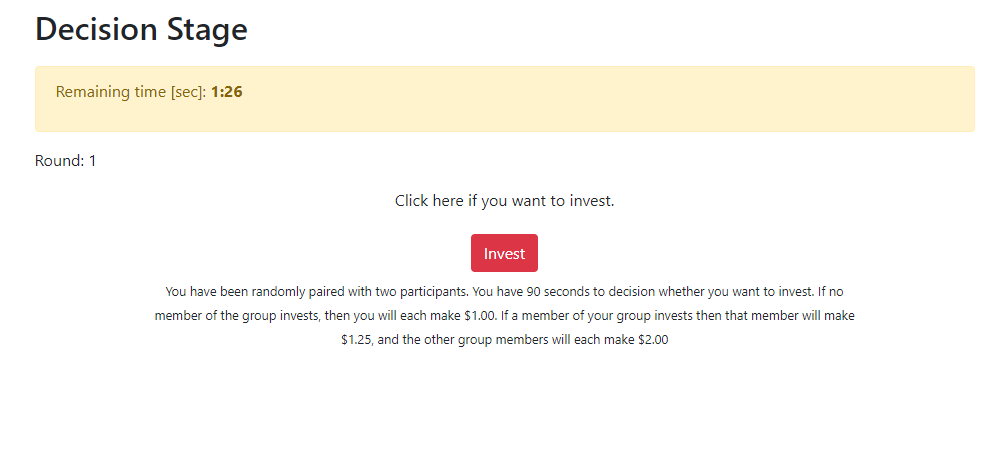 Decision Stage
Remaining time [sec]: 1:26
Round: 1
Click here if you want to invest.
Invest
You have been randomly paired with two participants. You have 90 seconds to decision whether you want to invest. If no
member of the group invests, then you will each make $1.00. If a member of your group invests then that member will make
$1.25, and the other group members will each make $2.00